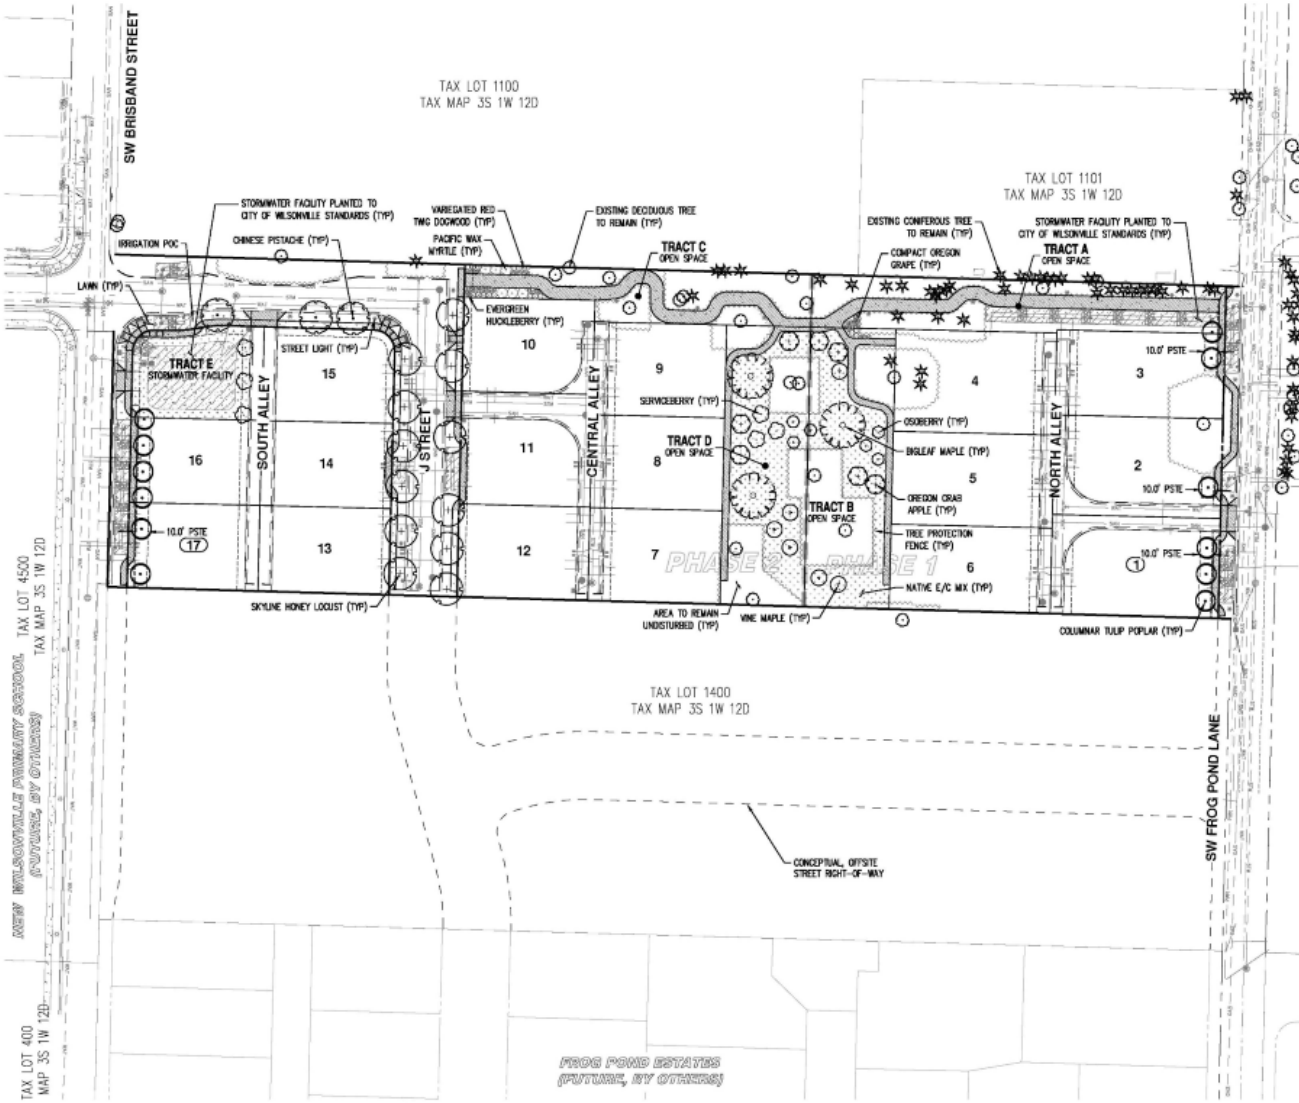 SW BRISBAND STREET
TAX LOT 1100
TAX MAP 3S 1W 12D
TAX LOT 1101
TAX MAP 3S 1W 12D
STORMWATER FACILITY PLANTED TO
CITY OF WILSONVILLE STANDARDS (TYP)
VARIEGATED RED
TWIG DOGWOOD (TYP)
EXISTING DECIDUOUS TREE
TO REMAIN (TYP)
EXISTING CONIFEROUS TREE
TO REMAIN (TYP)
STORMWATER FACILITY PLANTED TO
CITY OF WILSONVILLE STANDARDS (TYP)
IRRIGATION POC
CHINESE PISTACHE (TYP)
PACIFIC WAX
MYRTLE (TYP)
TRACT C
OPEN SPACE
COMPACT OREGON
GRAPE (TYP)
TRACT A
OPEN SPACE
LAWN (TYP)
EVERGREEN
HUCKLEBERRY (TYP)
STREET LIGHT (TYP)
TRACT E
STORMWATER FACILITY
15
10
9
4
3
10.0' PSTE
SOUTH ALLEY
J STREET
CENTRAL ALLEY
NORTH ALLEY
SERVICEBERRY (TYP)
OSOBERRY (TYP)
TRACT D
OPEN SPACE
BIGLEAF MAPLE (TYP)
16
14
11
8
5
2
10.0' PSTE
OREGON CRAB
APPLE (TYP)
TRACT B
OPEN SPACE
TREE PROTECTION
FENCE (TYP)
10.0' PSTE
17
13
12
7
PHASE 2
PHASE 1
6
10.0' PSTE
1
NATIVE E/C MIX (TYP)
SKYLINE HONEY LOCUST (TYP)
AREA TO REMAIN
UNDISTURBED (TYP)
VINE MAPLE (TYP)
COLUMNAR TULIP POPLAR (TYP)
TAX LOT 4500
TAX MAP 3S 1W 12D
TAX LOT 1400
TAX MAP 3S 1W 12D
NEW WILSONVILLE PRIMARY SCHOOL
(FUTURE, BY OTHERS)
SW FROG POND LANE
CONCEPTUAL, OFFSITE
STREET RIGHT-OF-WAY
TAX LOT 400
MAP 3S 1W 12D
FROG POND ESTATES
(FUTURE, BY OTHERS)